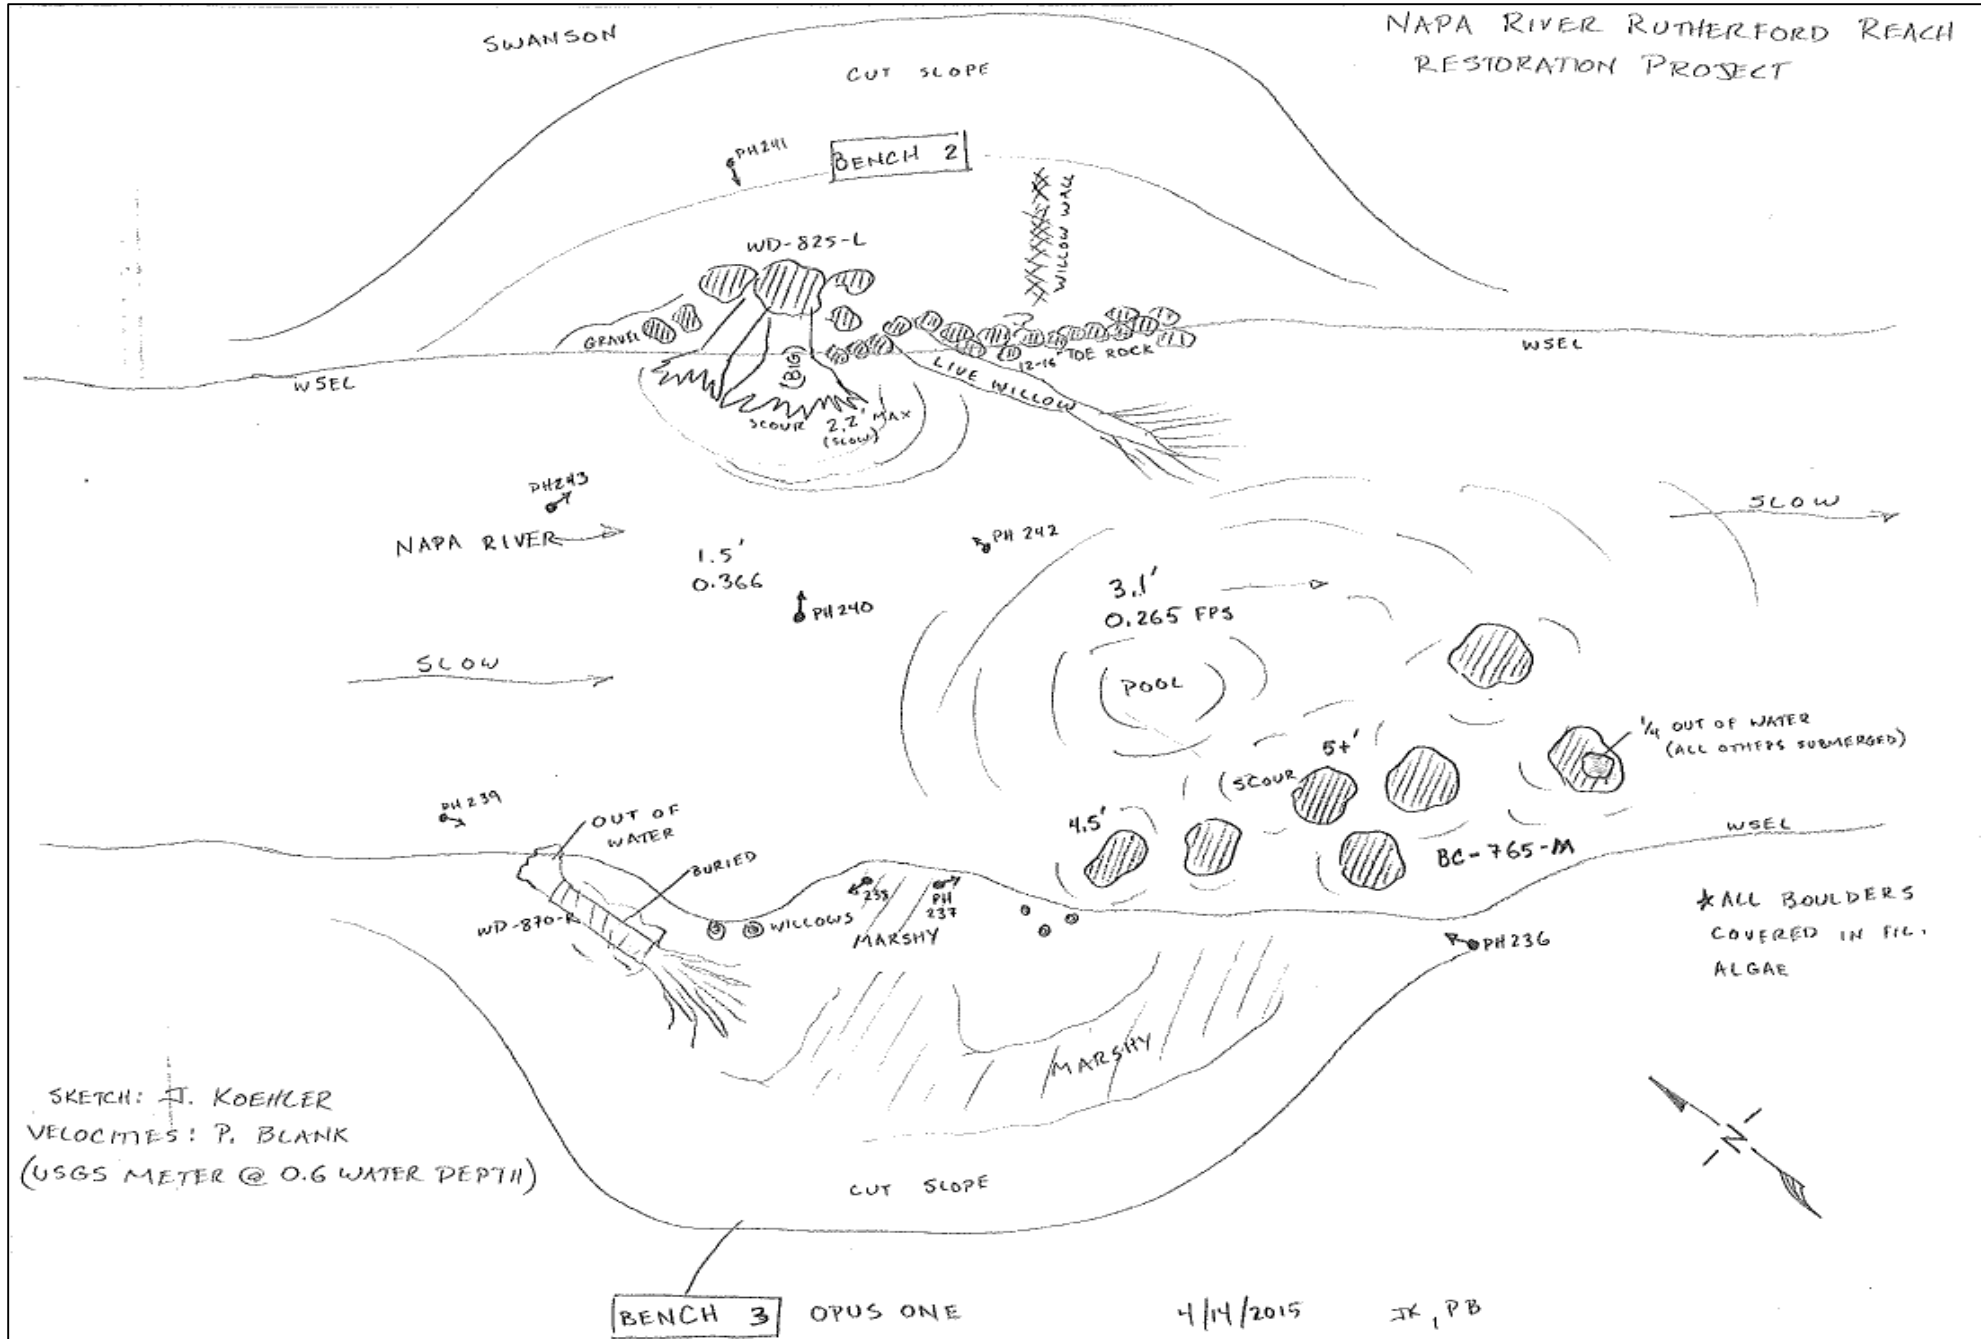 NAPA RIVER RUTHERFORD REACH
RESTORATION PROJECT
SWANSON
CUT SLOPE
PH241
BENCH 2
WILLOW WALL
WD-825-L
GRAVEL
(BIG)
12-16" TOE ROCK
LIVE WILLOW
WSEL
WSEL
SCOUR 2.2' MAX
(SLOW)
PH243
NAPA RIVER
1.5'
0.366
PH 242
SLOW
3.1'
0.265 FPS
PH240
SLOW
POOL
1/4 OUT OF WATER
(ALL OTHERS SUBMERGED)
5+'
(SCOUR
4.5'
PH239
OUT OF
WATER
BURIED
WSEL
BC-765-M
WD-870-R
WILLOWS
238
PH
237
MARSHY
PH236
*ALL BOULDERS
COVERED IN FIL.
ALGAE
MARSHY
SKETCH: J. KOEHLER
VELOCITIES: P. BLANK
(USGS METER @ 0.6 WATER DEPTH)
CUT SLOPE
N
BENCH 3 OPUS ONE
4/14/2015 JK, PB